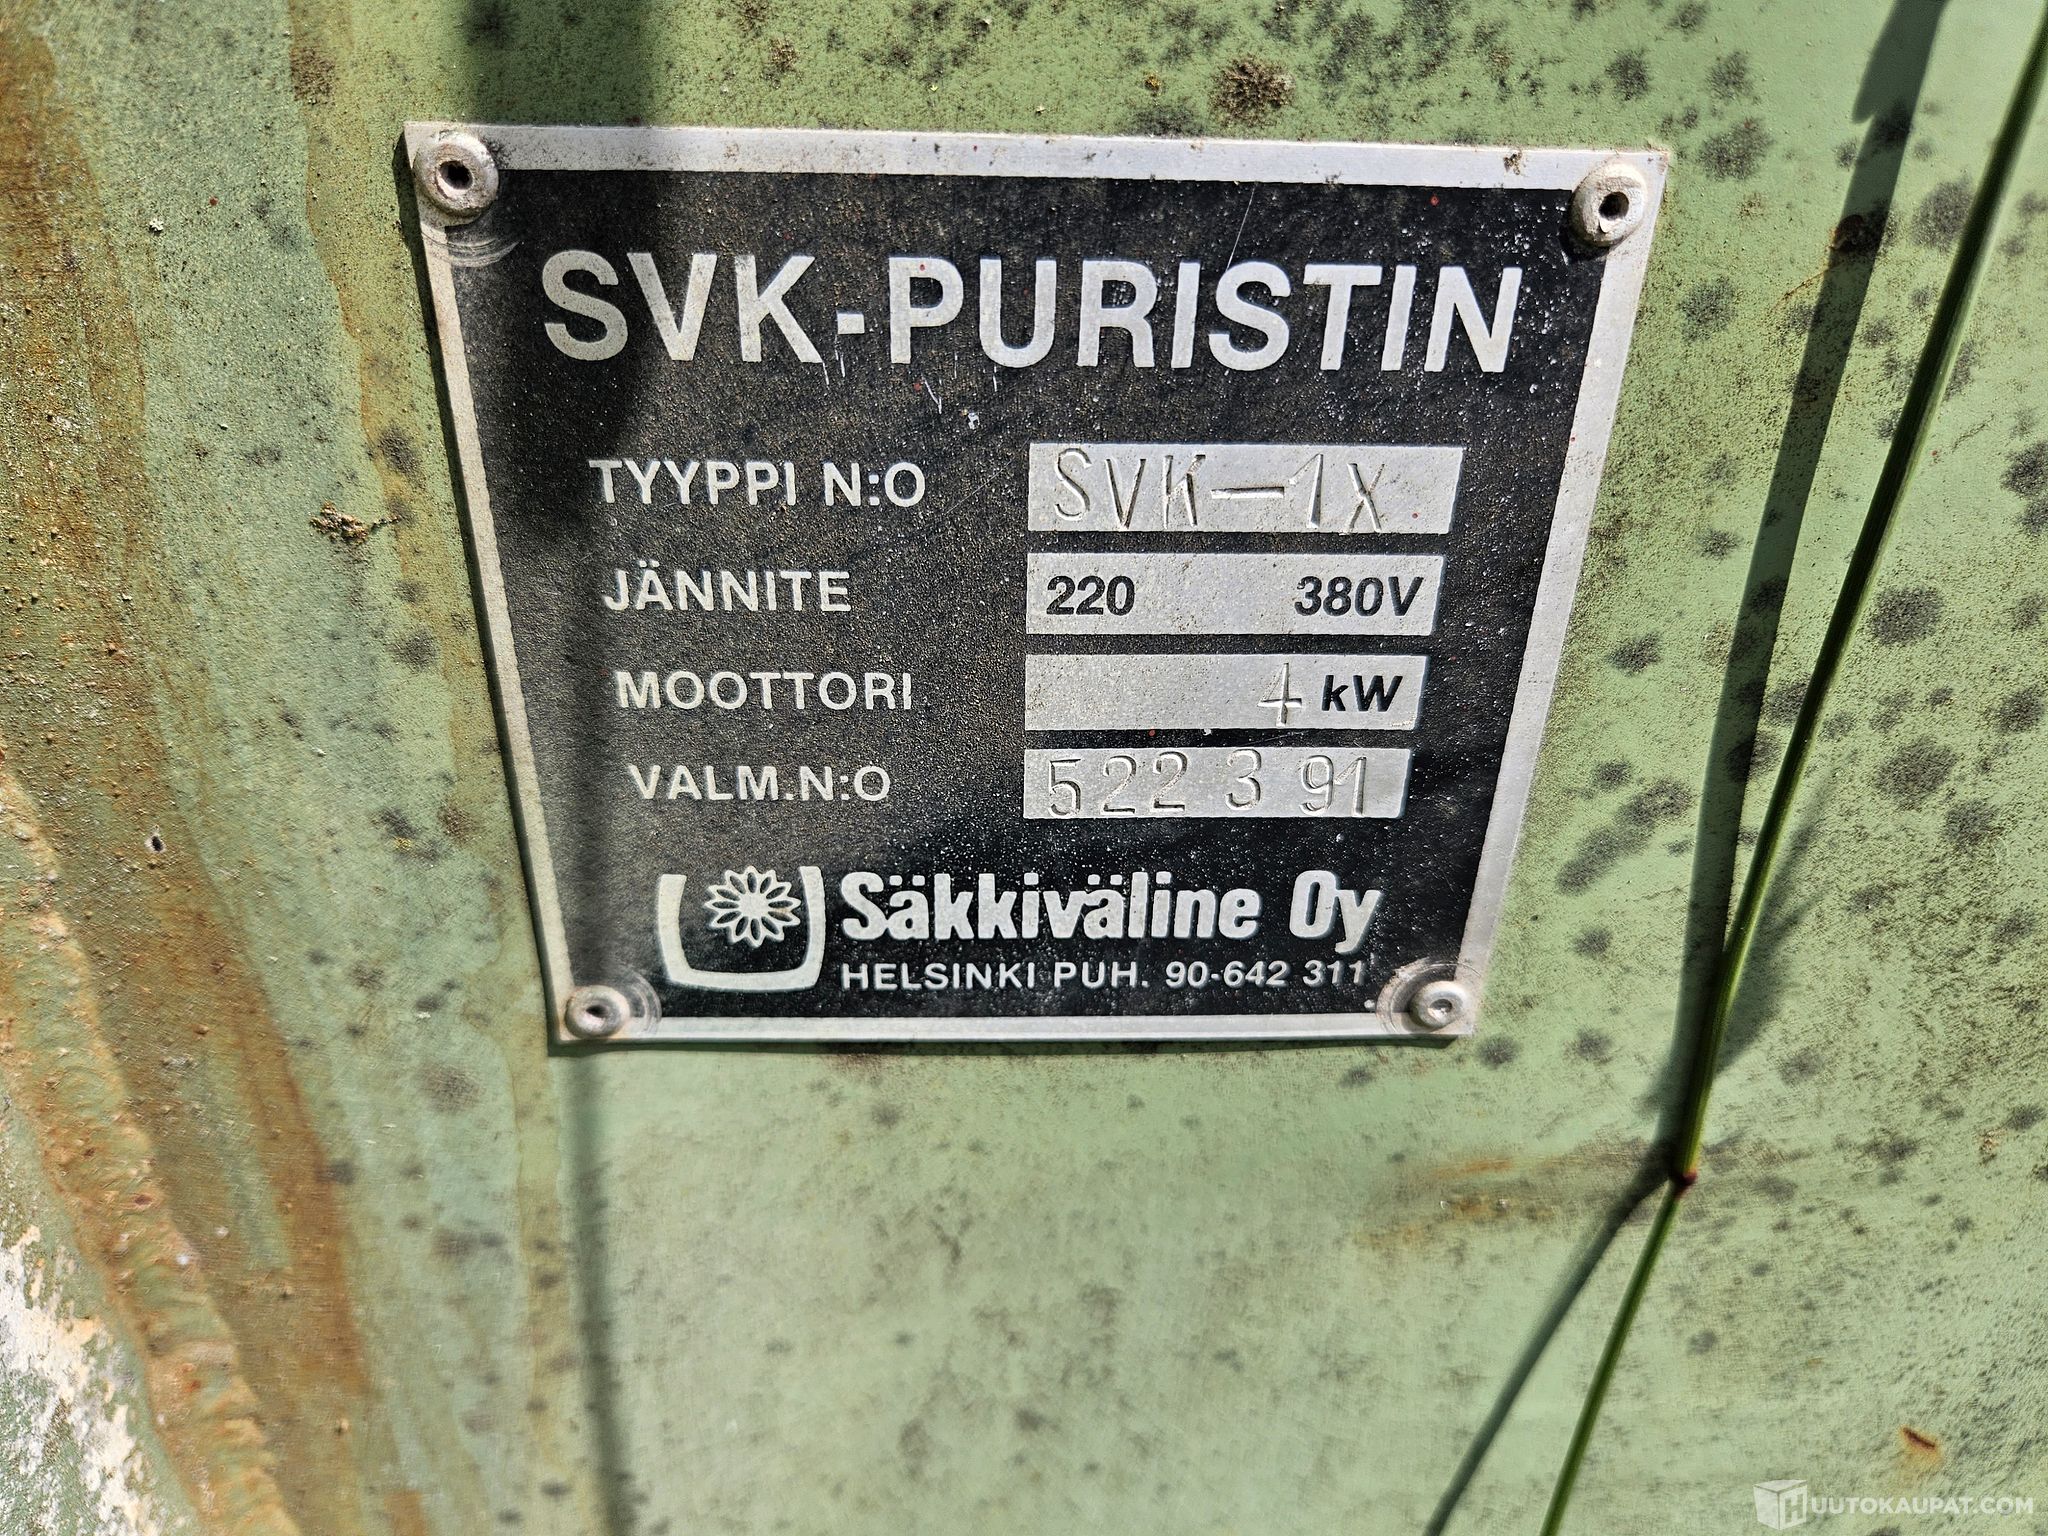 SVK-PURISTIN
TYYPPI N:O SVK-1X
JÄNNITE 220 380V
MOOTTORI 4 kW
VALM.N:O 522 3 91
Säkkiväline Oy
HELSINKI PUH. 90-642 311
HUUTOKAUPAT.COM